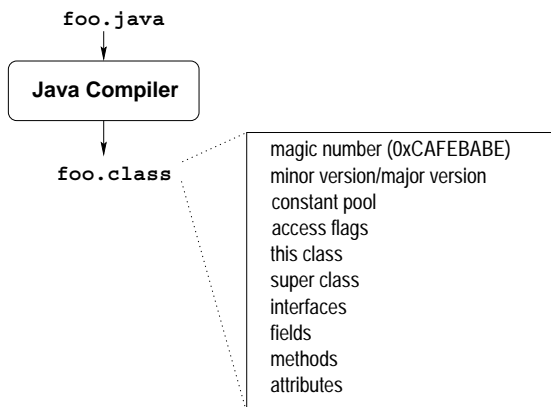 foo.java
Java Compiler
foo.class
magic number (0xCAFEBABE)
minor version/major version
constant pool
access flags
this class
super class
interfaces
fields
methods
attributes